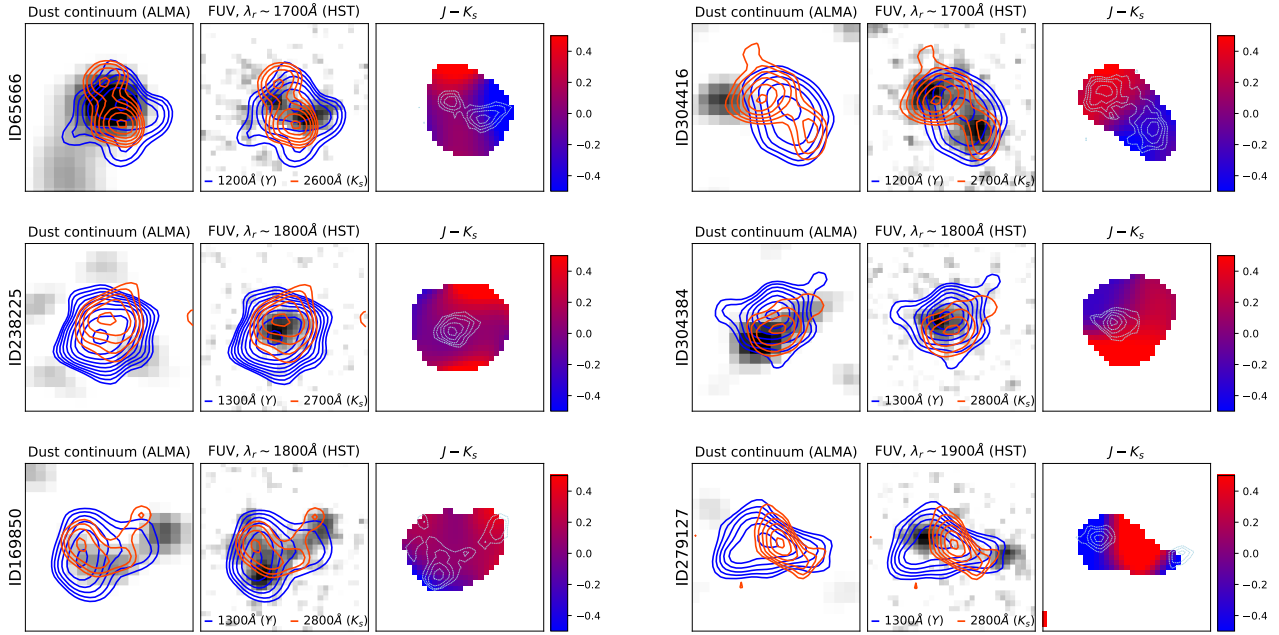 Dust continuum (ALMA) FUV, λr ~ 1700Å (HST) J − Ks
ID65666
1200Å (Y) 2600Å (Ks)
0.4
0.2
0.0
−0.2
−0.4
Dust continuum (ALMA) FUV, λr ~ 1700Å (HST) J − Ks
ID304416
1200Å (Y) 2700Å (Ks)
0.4
0.2
0.0
−0.2
−0.4
Dust continuum (ALMA) FUV, λr ~ 1800Å (HST) J − Ks
ID238225
1300Å (Y) 2700Å (Ks)
0.4
0.2
0.0
−0.2
−0.4
Dust continuum (ALMA) FUV, λr ~ 1800Å (HST) J − Ks
ID304384
1300Å (Y) 2800Å (Ks)
0.4
0.2
0.0
−0.2
−0.4
Dust continuum (ALMA) FUV, λr ~ 1800Å (HST) J − Ks
ID169850
1300Å (Y) 2800Å (Ks)
0.4
0.2
0.0
−0.2
−0.4
Dust continuum (ALMA) FUV, λr ~ 1900Å (HST) J − Ks
ID279127
1300Å (Y) 2800Å (Ks)
0.4
0.2
0.0
−0.2
−0.4